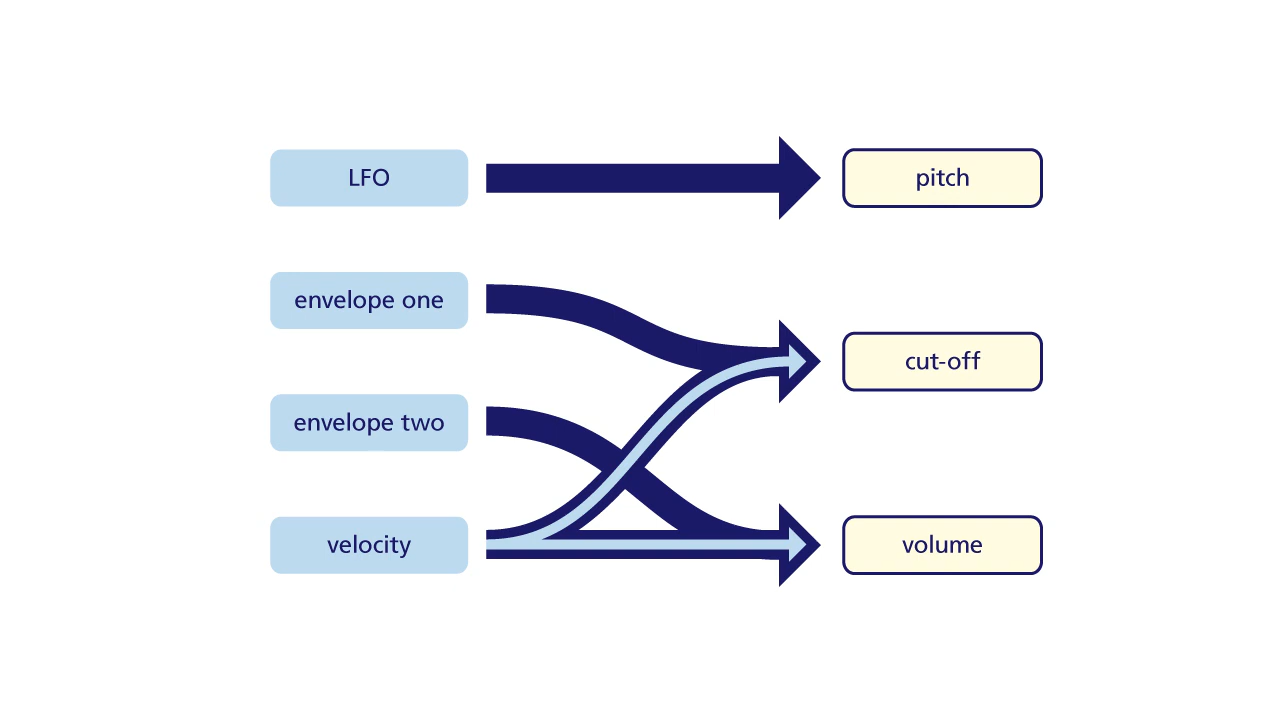 LFO
pitch
envelope one
cut-off
envelope two
velocity
volume